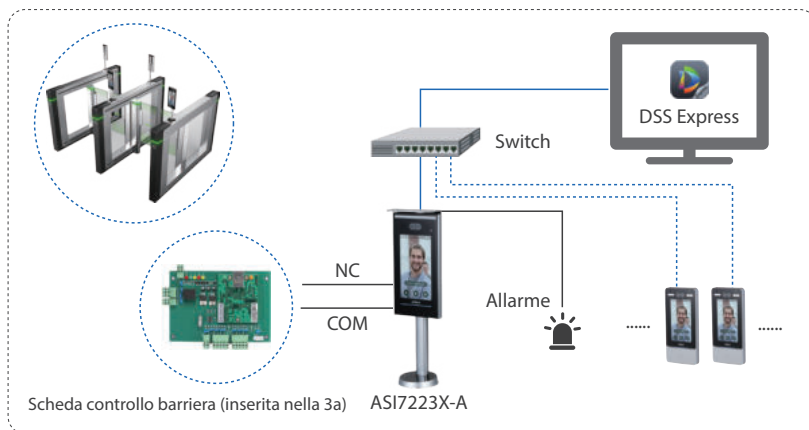 DSS Express
Switch
NC
COM
Allarme
......
......
Scheda controllo barriera (inserita nella 3a)
ASI7223X-A